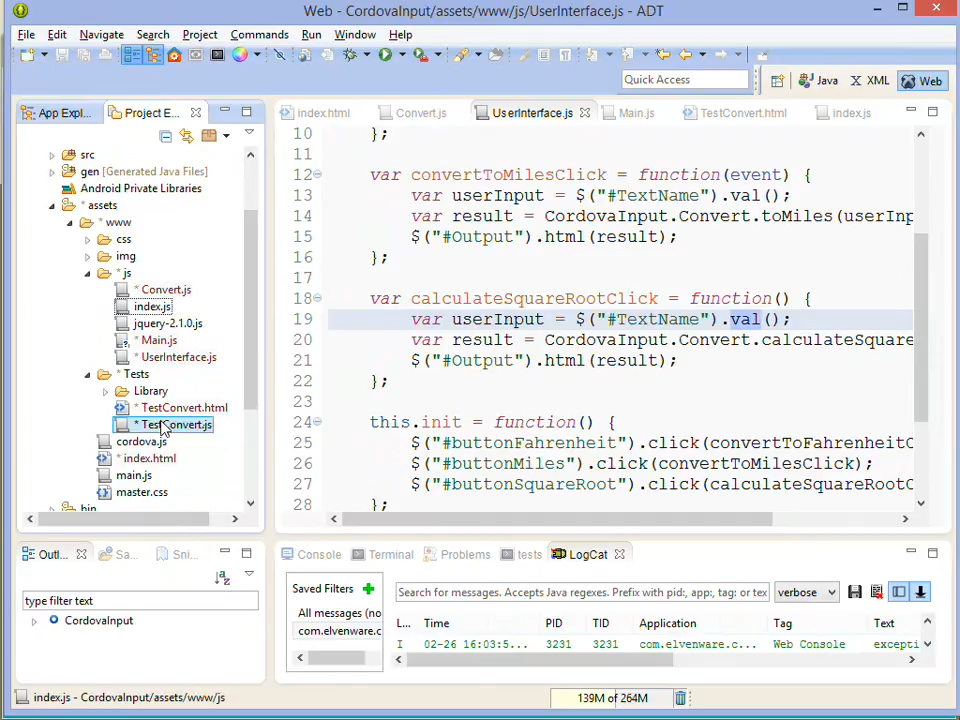 Web - CordovaInput/assets/www/js/UserInterface.js - ADT
File Edit Navigate Search Project Commands Run Window Help
Quick Access Java XML Web
App Expl... Project E...
src
gen [Generated Java Files]
Android Private Libraries
* assets
* www
css
img
* js
* Convert.js
index.js
jquery-2.1.0.js
* Main.js
* UserInterface.js
* Tests
Library
* TestConvert.html
* TestConvert.js
cordova.js
* index.html
main.js
master.css
bin
index.html Convert.js UserInterface.js Main.js TestConvert.html index.js
10 };
11
12 var convertToMilesClick = function(event) {
13 var userInput = $("#TextName").val();
14 var result = CordovaInput.Convert.toMiles(userInp
15 $("#Output").html(result);
16 };
17
18 var calculateSquareRootClick = function() {
19 var userInput = $("#TextName").val();
20 var result = CordovaInput.Convert.calculateSquare
21 $("#Output").html(result);
22 };
23
24 this.init = function() {
25 $("#buttonFahrenheit").click(convertToFahrenheitC
26 $("#buttonMiles").click(convertToMilesClick);
27 $("#buttonSquareRoot").click(calculateSquareRootC
28 };
Outl... Sa... Sni...
type filter text
CordovaInput
Console Terminal Problems tests LogCat
Saved Filters
All messages (no
com.elvenware.c
Search for messages. Accepts Java regexes. Prefix with pid:, app:, tag: or tex verbose
L... Time PID TID Application Tag Text
I 02-26 16:03:5... 3231 3231 com.elvenware.c... Web Console excepti
index.js - CordovaInput/assets/www/js
139M of 264M